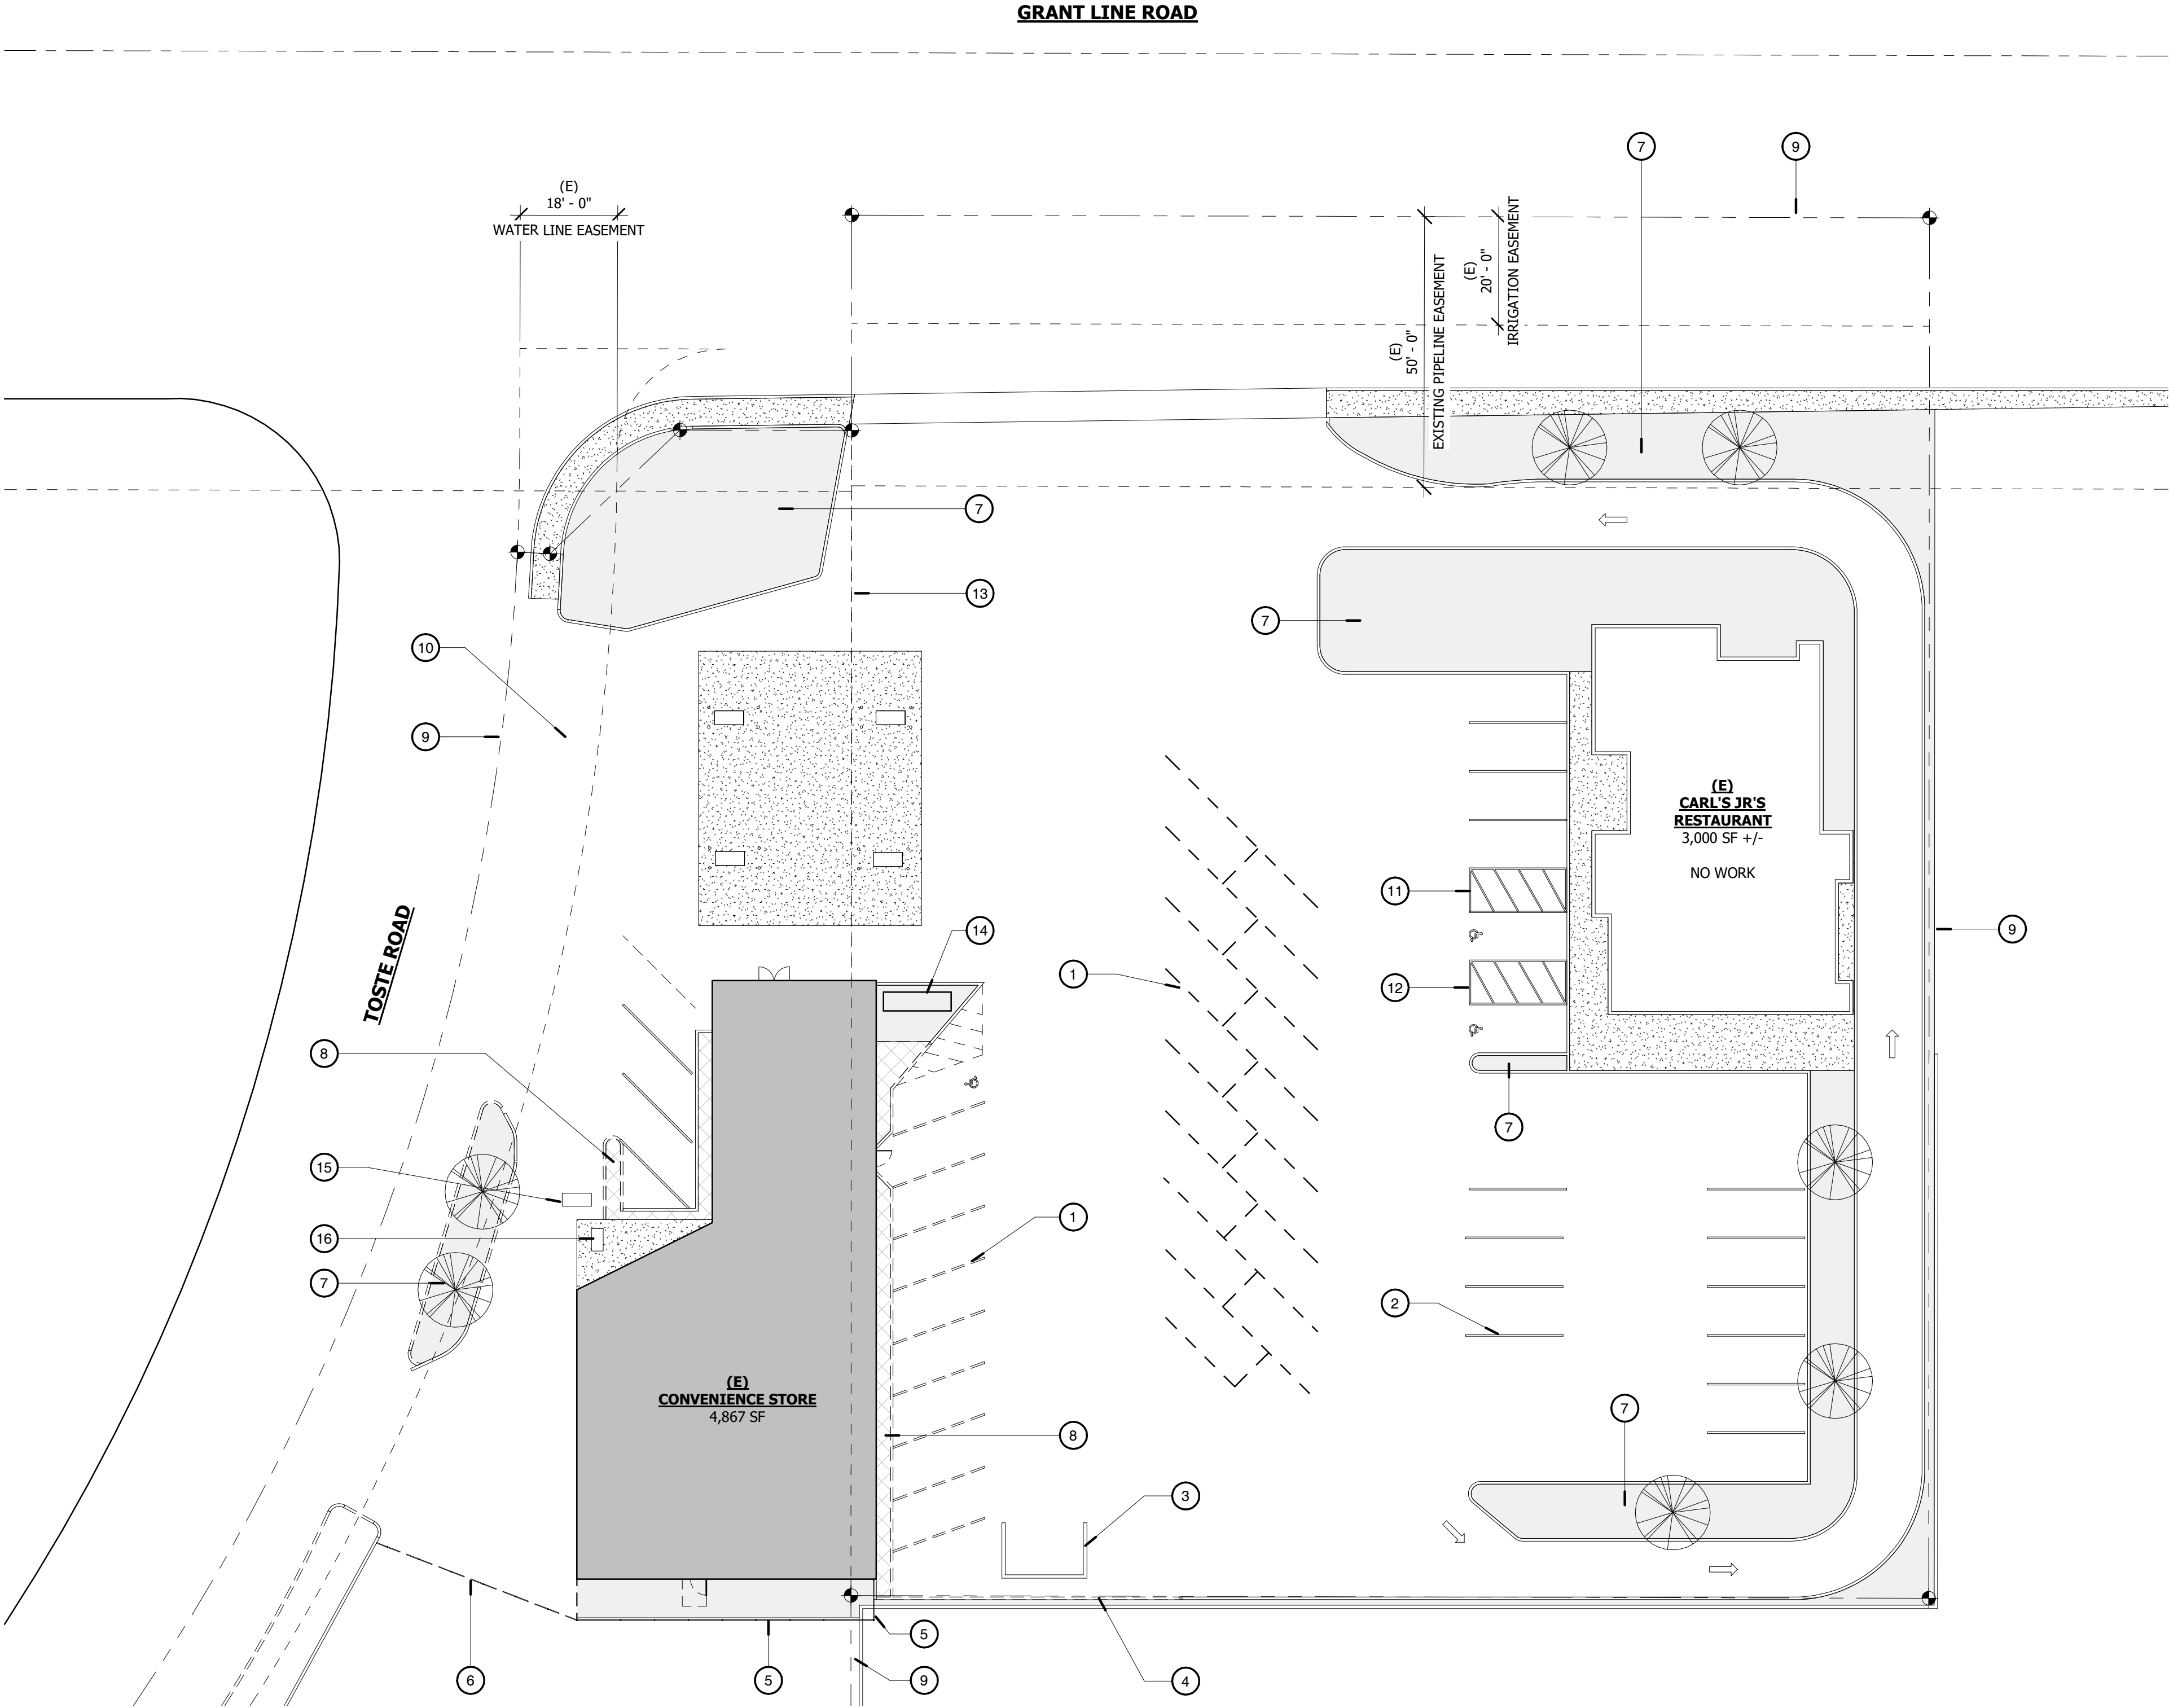 GRANT LINE ROAD
7
9
(E)
18' - 0"
WATER LINE EASEMENT
(E)
20' - 0"
IRRIGATION EASEMENT
(E)
50' - 0"
EXISTING PIPELINE EASEMENT
7
13
7
10
9
(E)
CARL'S JR'S
RESTAURANT
3,000 SF +/-
NO WORK
11
14
9
TOSTE ROAD
1
12
8
7
15
1
16
7
2
(E)
CONVENIENCE STORE
4,867 SF
7
8
3
5
6
5
9
4